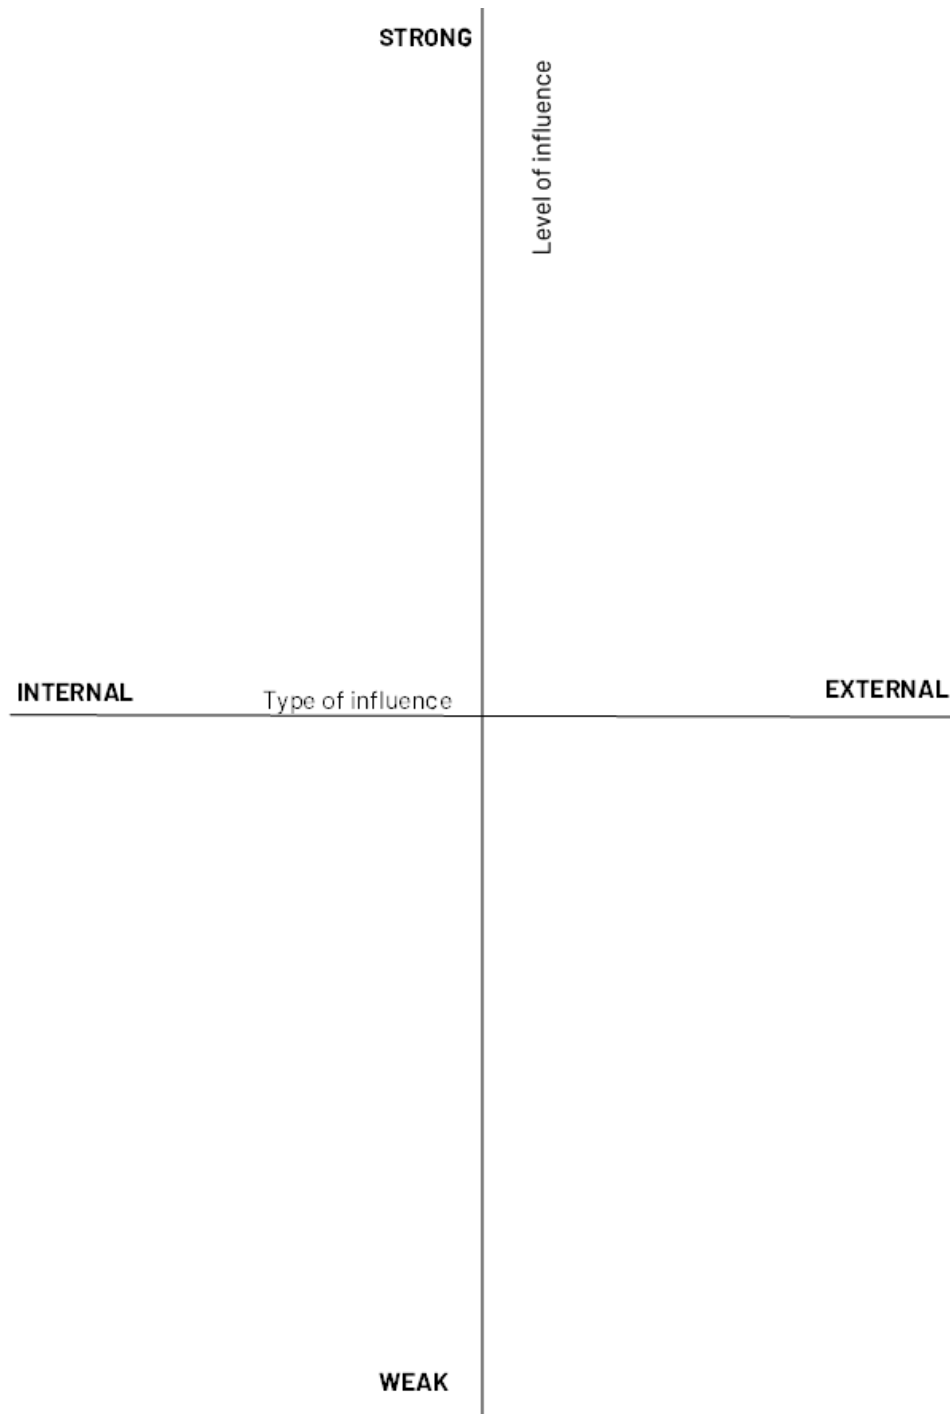 STRONG
Level of influence
INTERNAL
Type of influence
EXTERNAL
WEAK